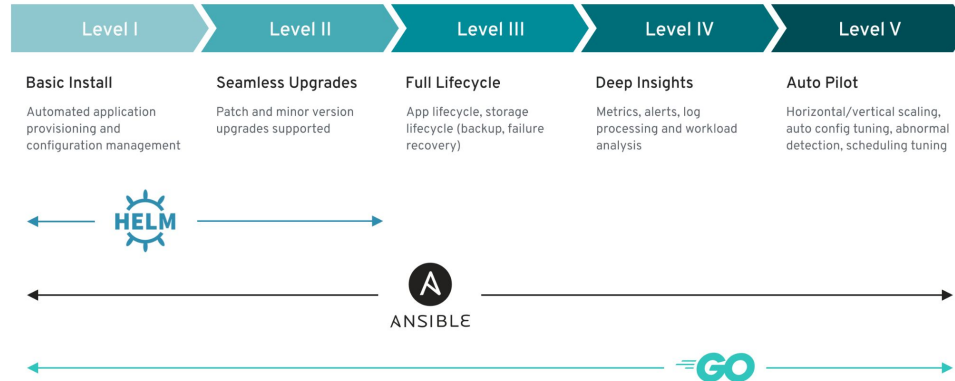 Level I
Level II
Level III
Level IV
Level V
Basic Install
Automated application
provisioning and
configuration management
Seamless Upgrades
Patch and minor version
upgrades supported
Full Lifecycle
App lifecycle, storage
lifecycle (backup, failure
recovery)
Deep Insights
Metrics, alerts, log
processing and workload
analysis
Auto Pilot
Horizontal/vertical scaling,
auto config tuning, abnormal
detection, scheduling tuning
HELM
ANSIBLE
GO